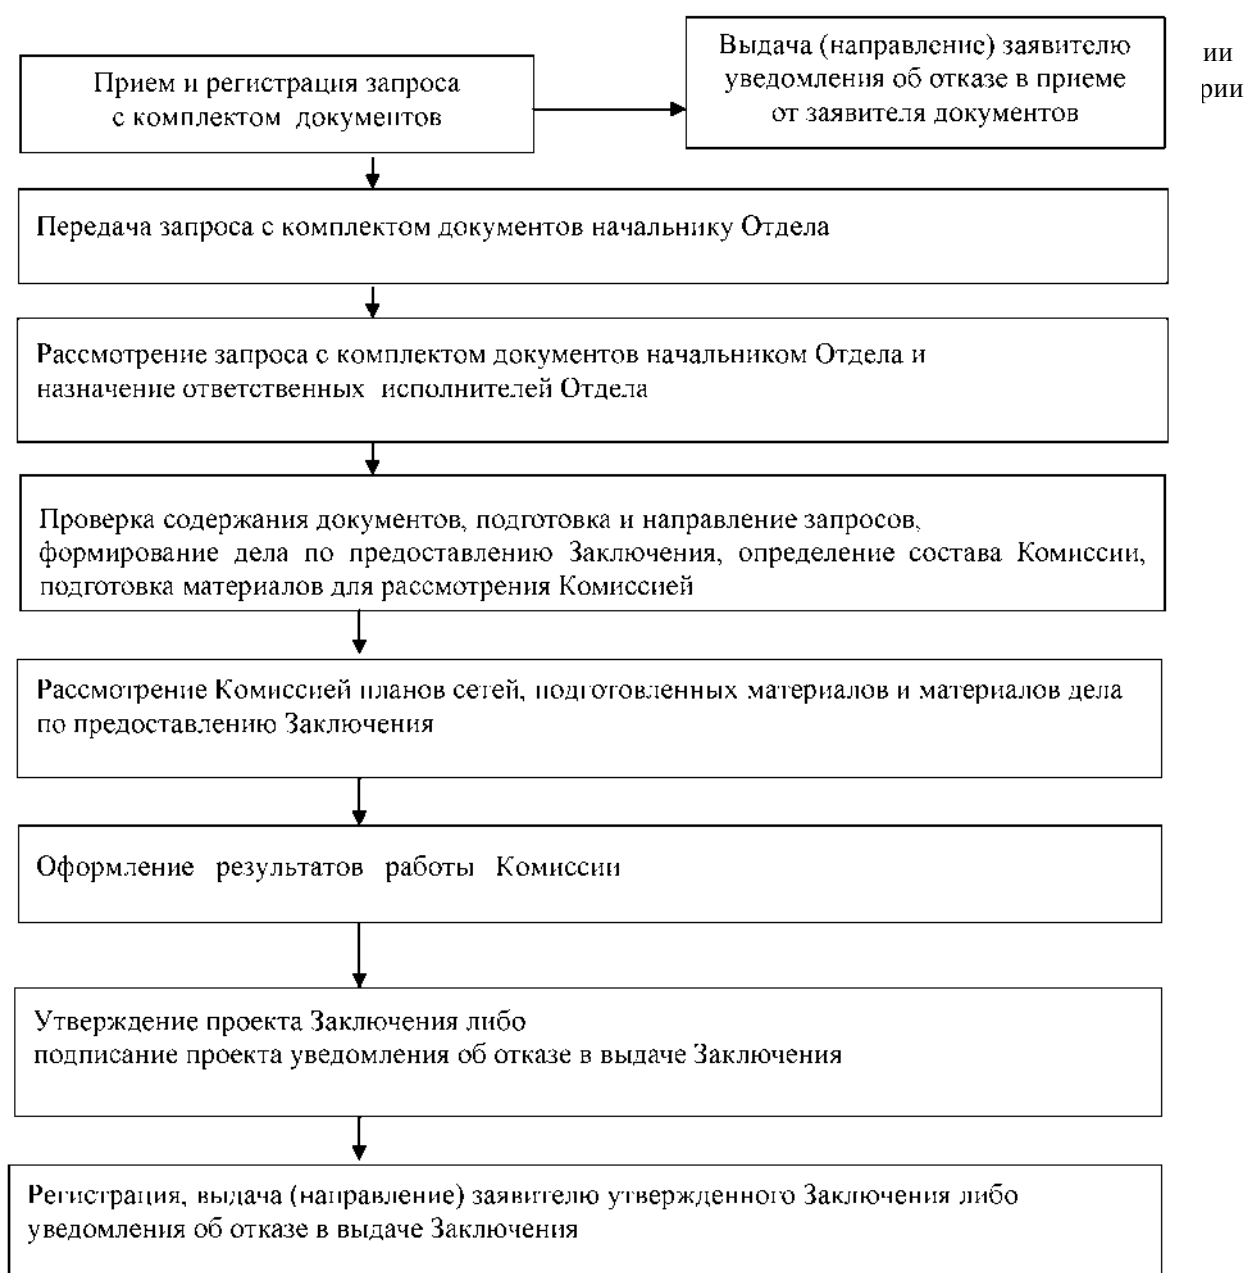 Прием и регистрация запроса
с комплектом документов
Выдача (направление) заявителю
уведомления об отказе в приеме
от заявителя документов
ии
рии
Передача запроса с комплектом документов начальнику Отдела
Рассмотрение запроса с комплектом документов начальником Отдела и
назначение ответственных исполнителей Отдела
Проверка содержания документов, подготовка и направление запросов,
формирование дела по предоставлению Заключения, определение состава Комиссии,
подготовка материалов для рассмотрения Комиссией
Рассмотрение Комиссией планов сетей, подготовленных материалов и материалов дела
по предоставлению Заключения
Оформление результатов работы Комиссии
Утверждение проекта Заключения либо
подписание проекта уведомления об отказе в выдаче Заключения
Регистрация, выдача (направление) заявителю утвержденного Заключения либо
уведомления об отказе в выдаче Заключения